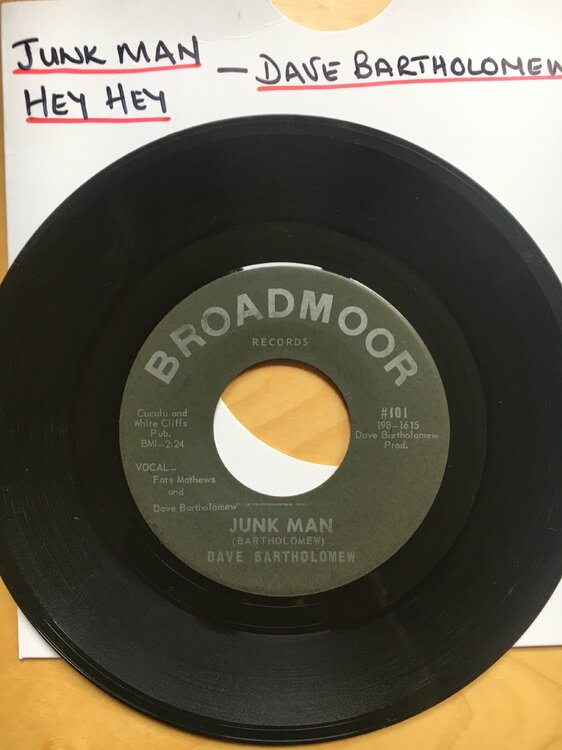 JUNK MAN — DAVE BARTHOLOMEW
HEY HEY
BROADMOOR
RECORDS
Cuculu and
White Cliffs
Pub.
BMI-2:24
#101
198-1615
Dave Bartholomew
Prod.
VOCAL—
Fats Mathews
and
Dave Bartholomew
JUNK MAN
(BARTHOLOMEW)
DAVE BARTHOLOMEW